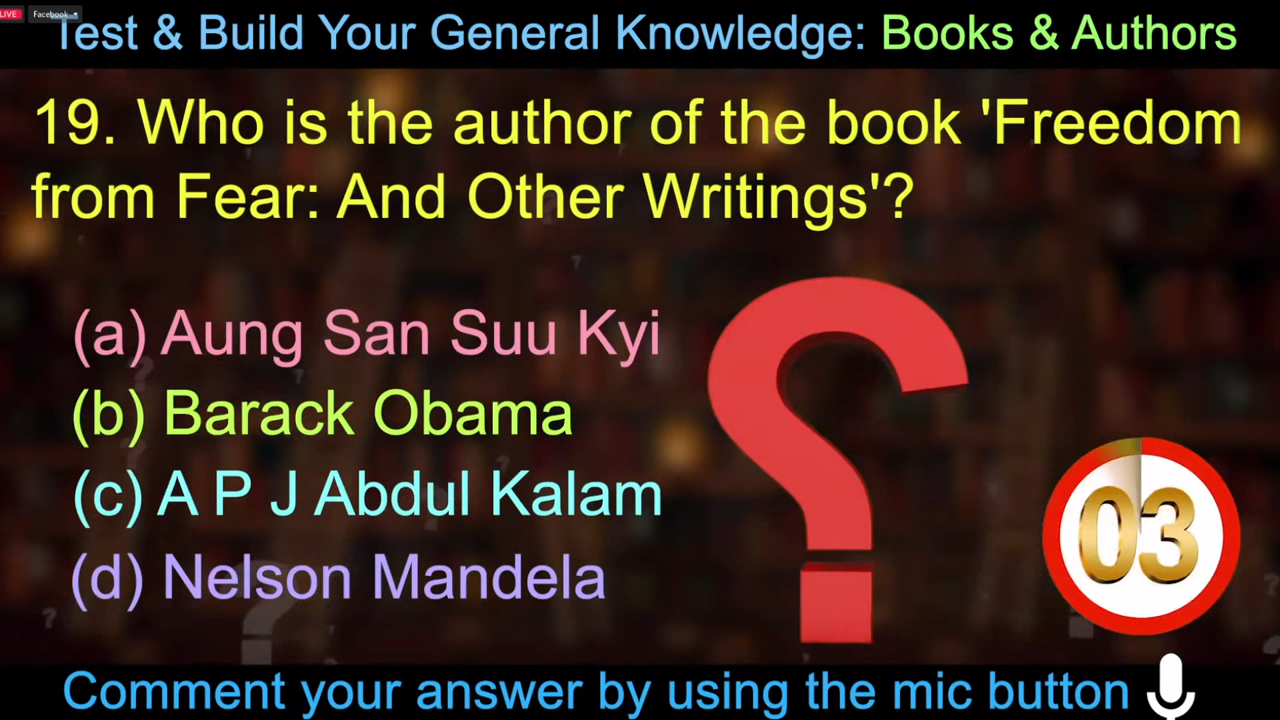 LIVE
Facebook
Test & Build Your General Knowledge: Books & Authors
19. Who is the author of the book 'Freedom
from Fear: And Other Writings'?
(a) Aung San Suu Kyi
(b) Barack Obama
(c) A P J Abdul Kalam
(d) Nelson Mandela
03
Comment your answer by using the mic button